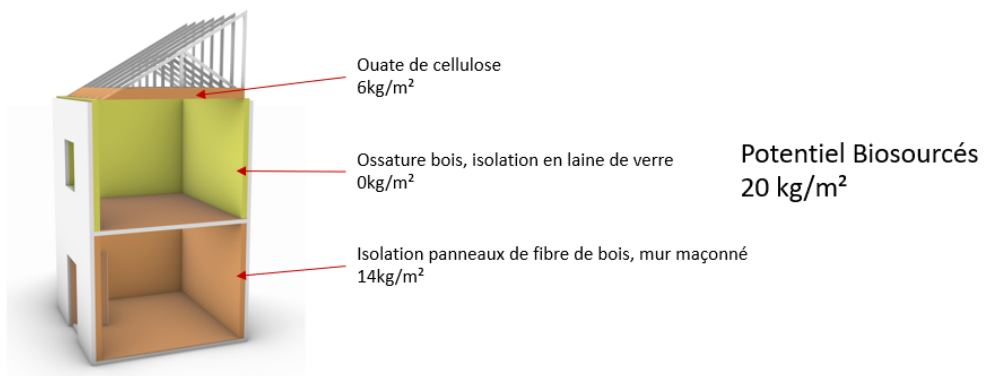 Ouate de cellulose
6kg/m²
Ossature bois, isolation en laine de verre
0kg/m²
Potentiel Biosourcés
20 kg/m²
Isolation panneaux de fibre de bois, mur maçonné
14kg/m²